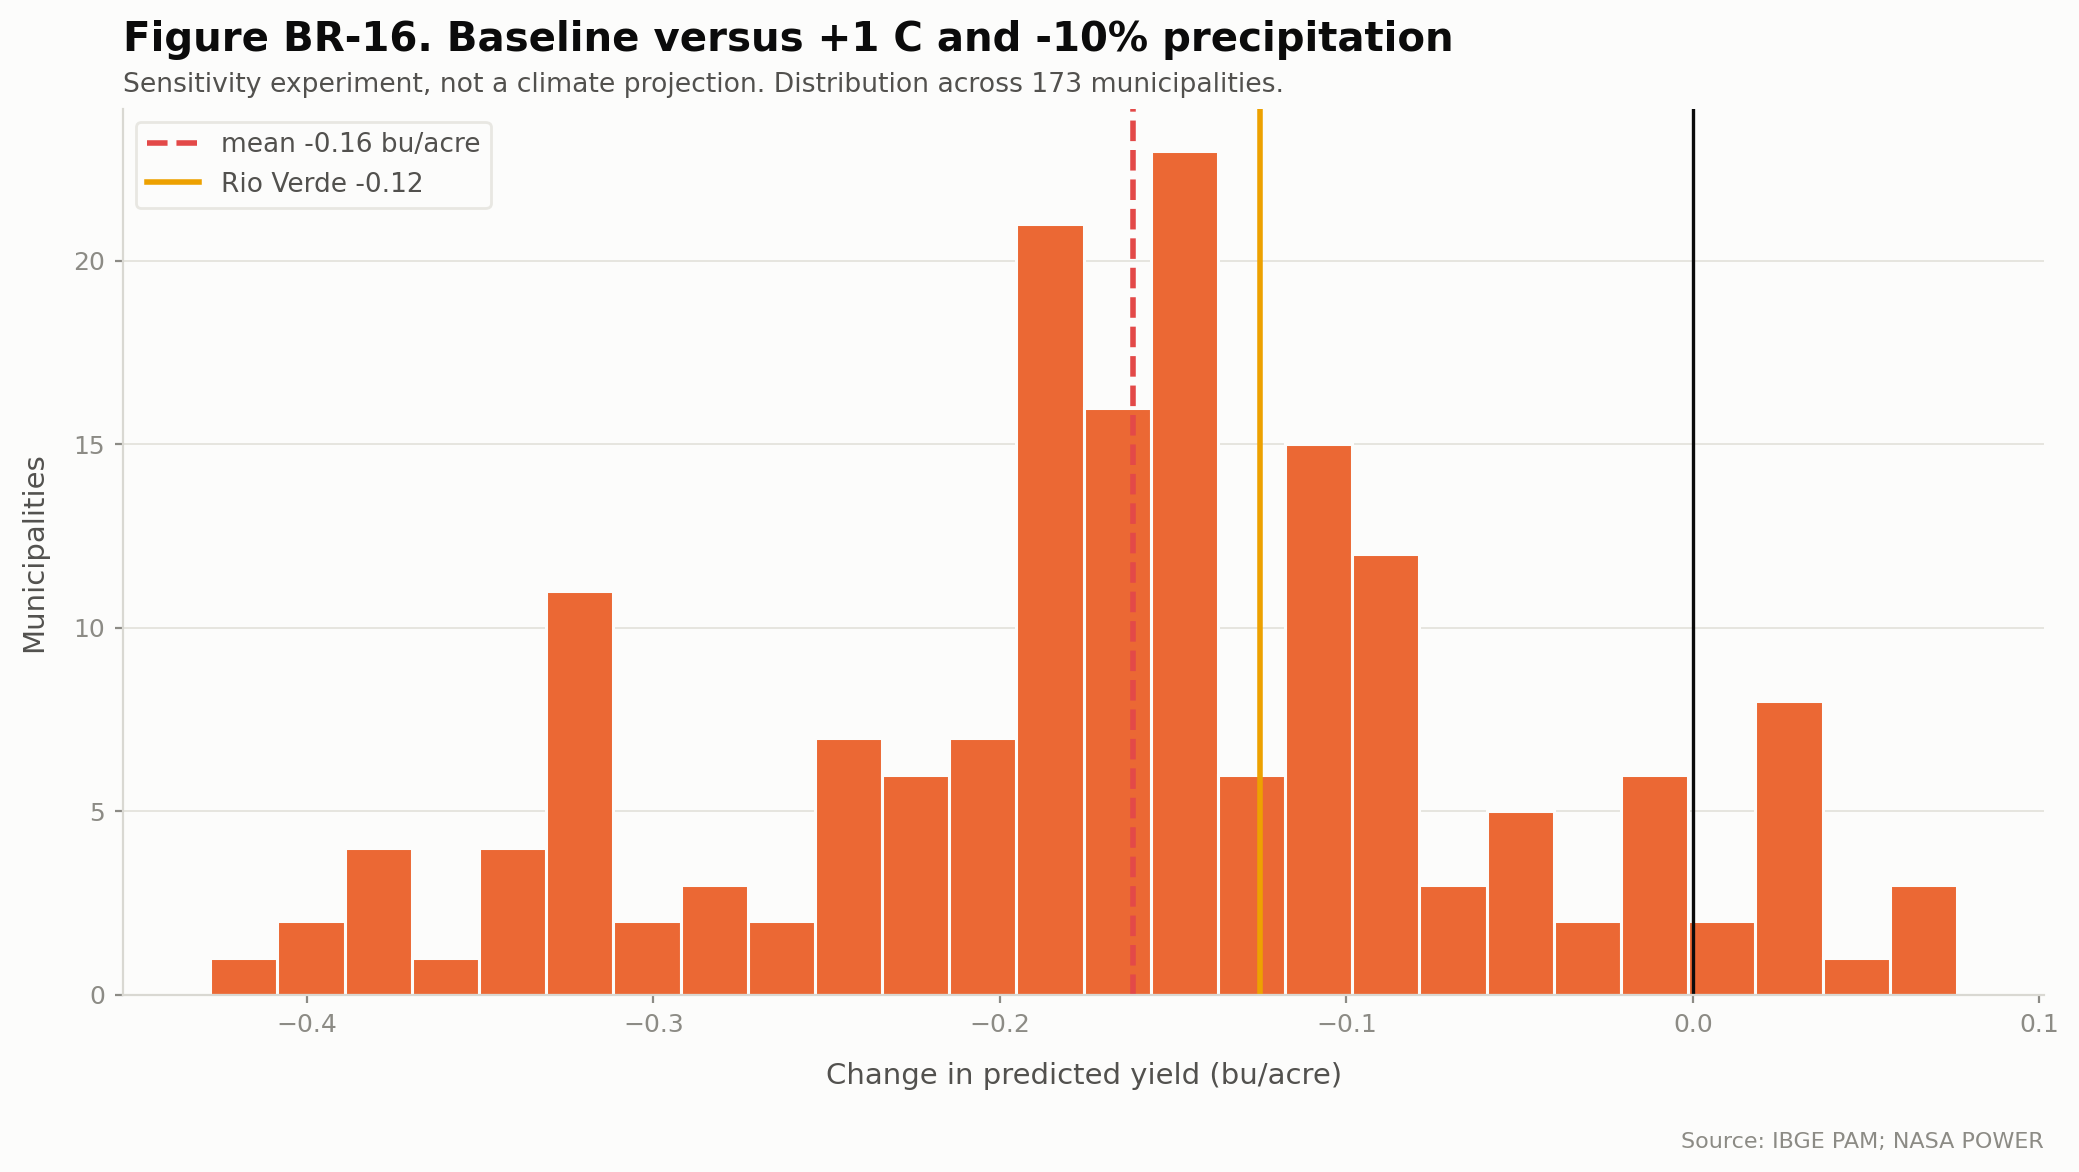 Figure BR-16. Baseline versus +1 C and -10% precipitation
Sensitivity experiment, not a climate projection. Distribution across 173 municipalities.
mean -0.16 bu/acre
Rio Verde -0.12
Municipalities
20
15
10
5
0
−0.4
−0.3
−0.2
−0.1
0.0
0.1
Change in predicted yield (bu/acre)
Source: IBGE PAM; NASA POWER